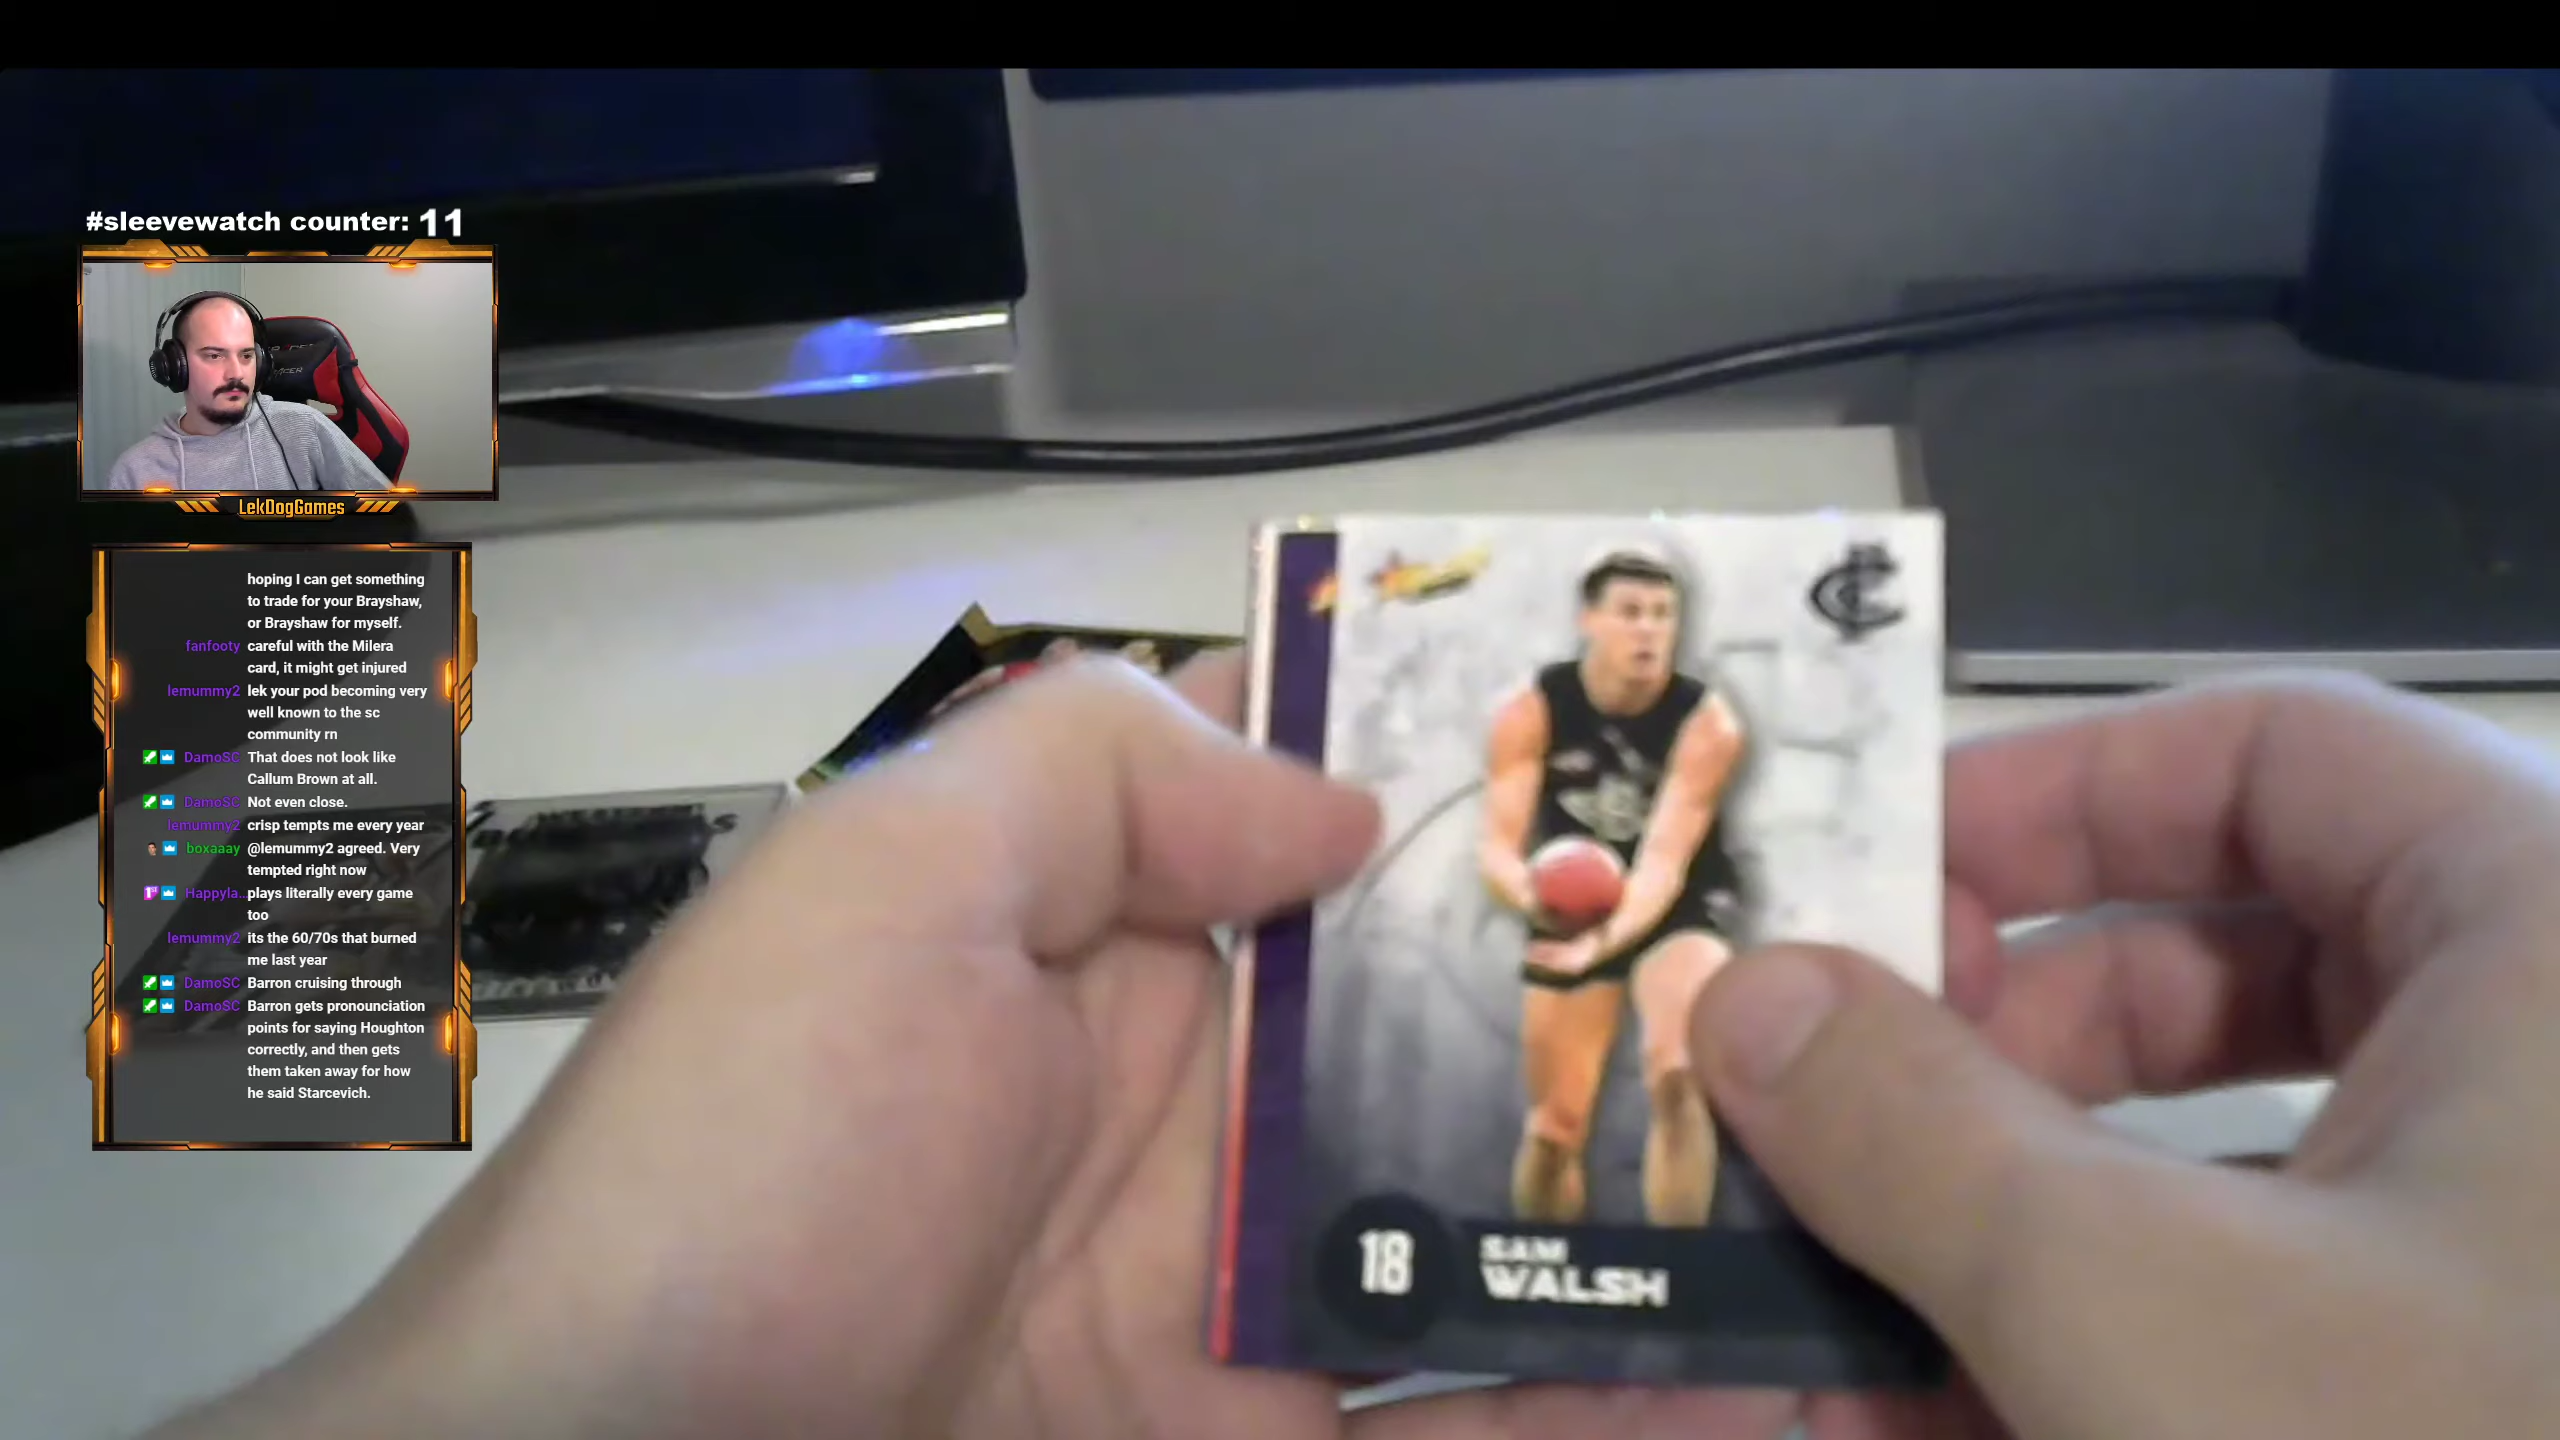 #sleevewatch counter: 11
LekDogGames
hoping I can get something
to trade for your Brayshaw,
or Brayshaw for myself.
fanfooty careful with the Milera
card, it might get injured
lemummy2 lek your pod becoming very
well known to the sc
community rn
DamoSC That does not look like
Callum Brown at all.
DamoSC Not even close.
lemummy2 crisp tempts me every year
boxaaay @lemummy2 agreed. Very
tempted right now
Happyla... plays literally every game
too
lemummy2 its the 60/70s that burned
me last year
DamoSC Barron cruising through
DamoSC Barron gets pronounciation
points for saying Houghton
correctly, and then gets
them taken away for how
he said Starcevich.
18
SAM
WALSH